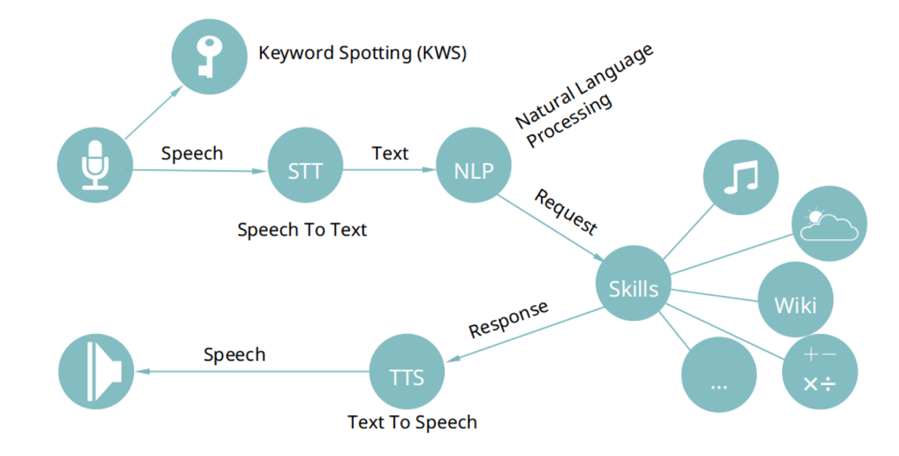 Keyword Spotting (KWS)
Natural Language
Processing
Speech
STT
Text
NLP
Speech To Text
Request
Skills
Wiki
Response
Speech
TTS
...
+−
×÷
Text To Speech